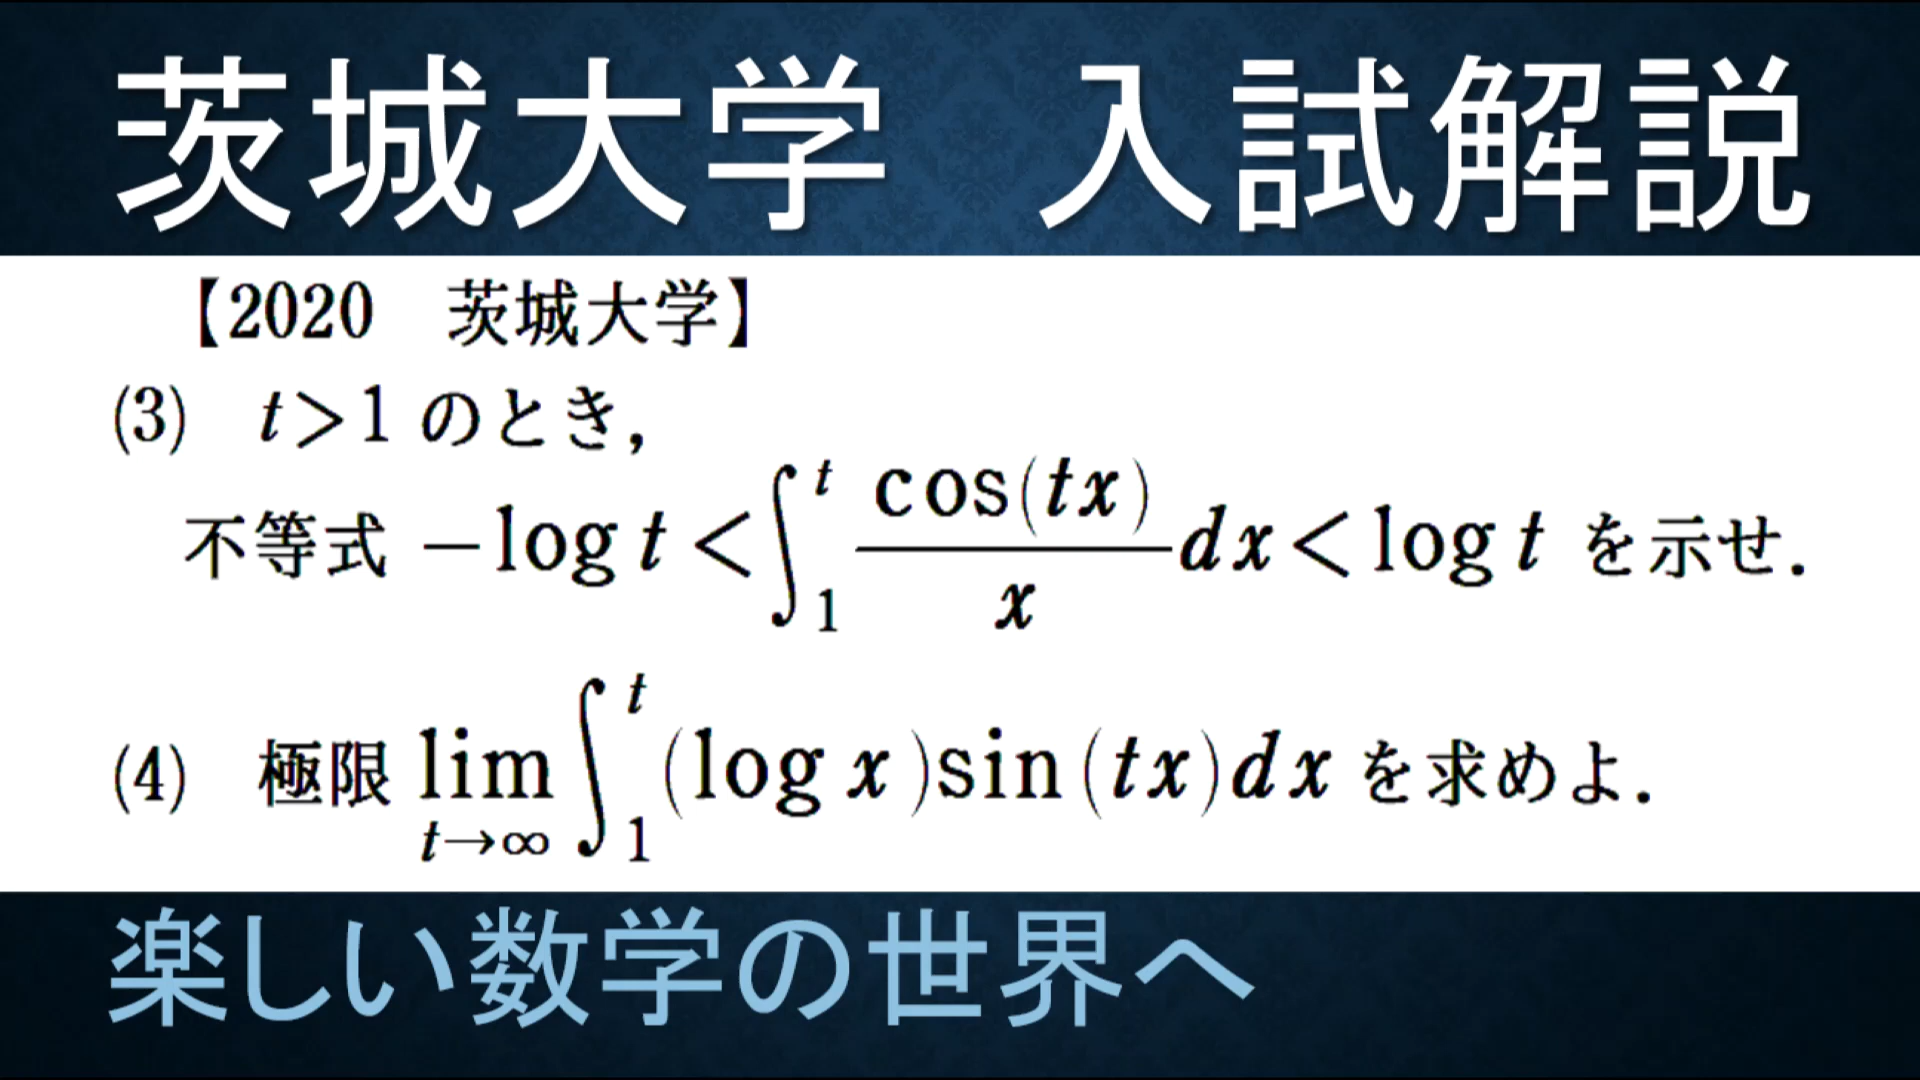 茨城大学 入試解説
【2020 茨城大学】
(3) t>1 のとき,
不等式 −log t < ∫_1^t cos(tx)/x dx < log t を示せ.
(4) 極限 lim_{t→∞} ∫_1^t (log x)sin(tx)dx を求めよ.
楽しい数学の世界へ